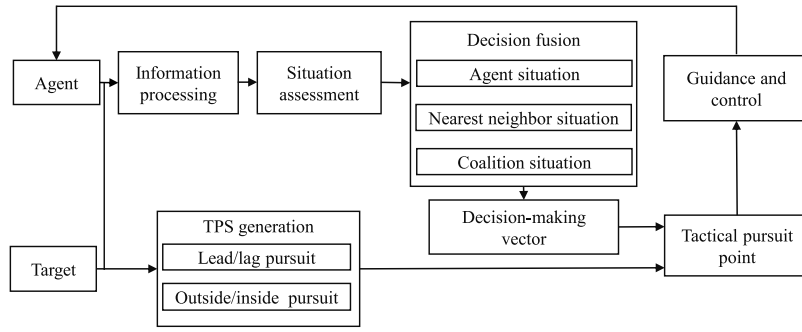 Agent
Information
processing
Situation
assessment
Decision fusion
Agent situation
Nearest neighbor situation
Coalition situation
Guidance and
control
Decision-making
vector
Tactical pursuit
point
Target
TPS generation
Lead/lag pursuit
Outside/inside pursuit